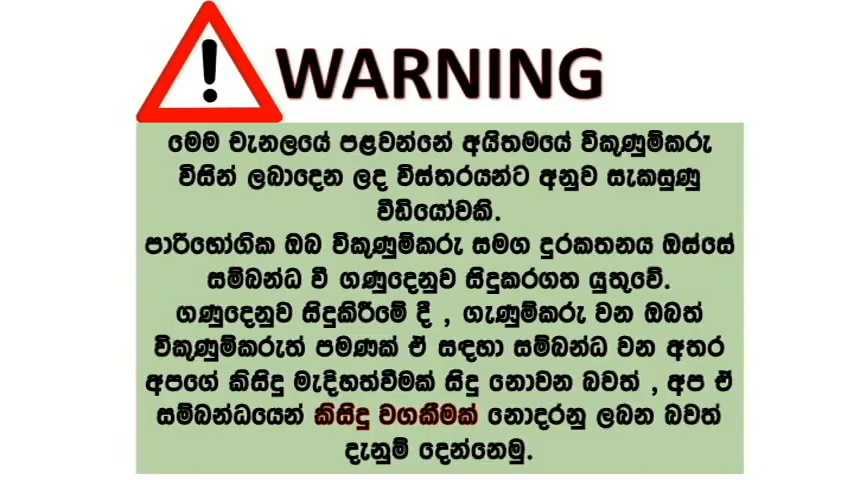 WARNING
මෙම චැනලයේ පළවන්නේ අයිතමයේ විකුණුම්කරු
විසින් ලබාදෙන ලද විස්තරයන්ට අනුව සැකසුණු
වීඩියෝවකි.
පාරිභෝගික ඔබ විකුණුම්කරු සමග දුරකතනය ඔස්සේ
සම්බන්ධ වී ගණුදෙනුව සිදුකරගත යුතුවේ.
ගණුදෙනුව සිදුකිරීමේ දී , ගැණුම්කරු වන ඔබත්
විකුණුම්කරුත් පමණක් ඒ සඳහා සම්බන්ධ වන අතර
අපගේ කිසිදු මැදිහත්වීමක් සිදු නොවන බවත් , අප ඒ
සම්බන්ධයෙන් කිසිදු වගකීමක් නොදරනු ලබන බවත්
දැනුම් දෙන්නෙමු.